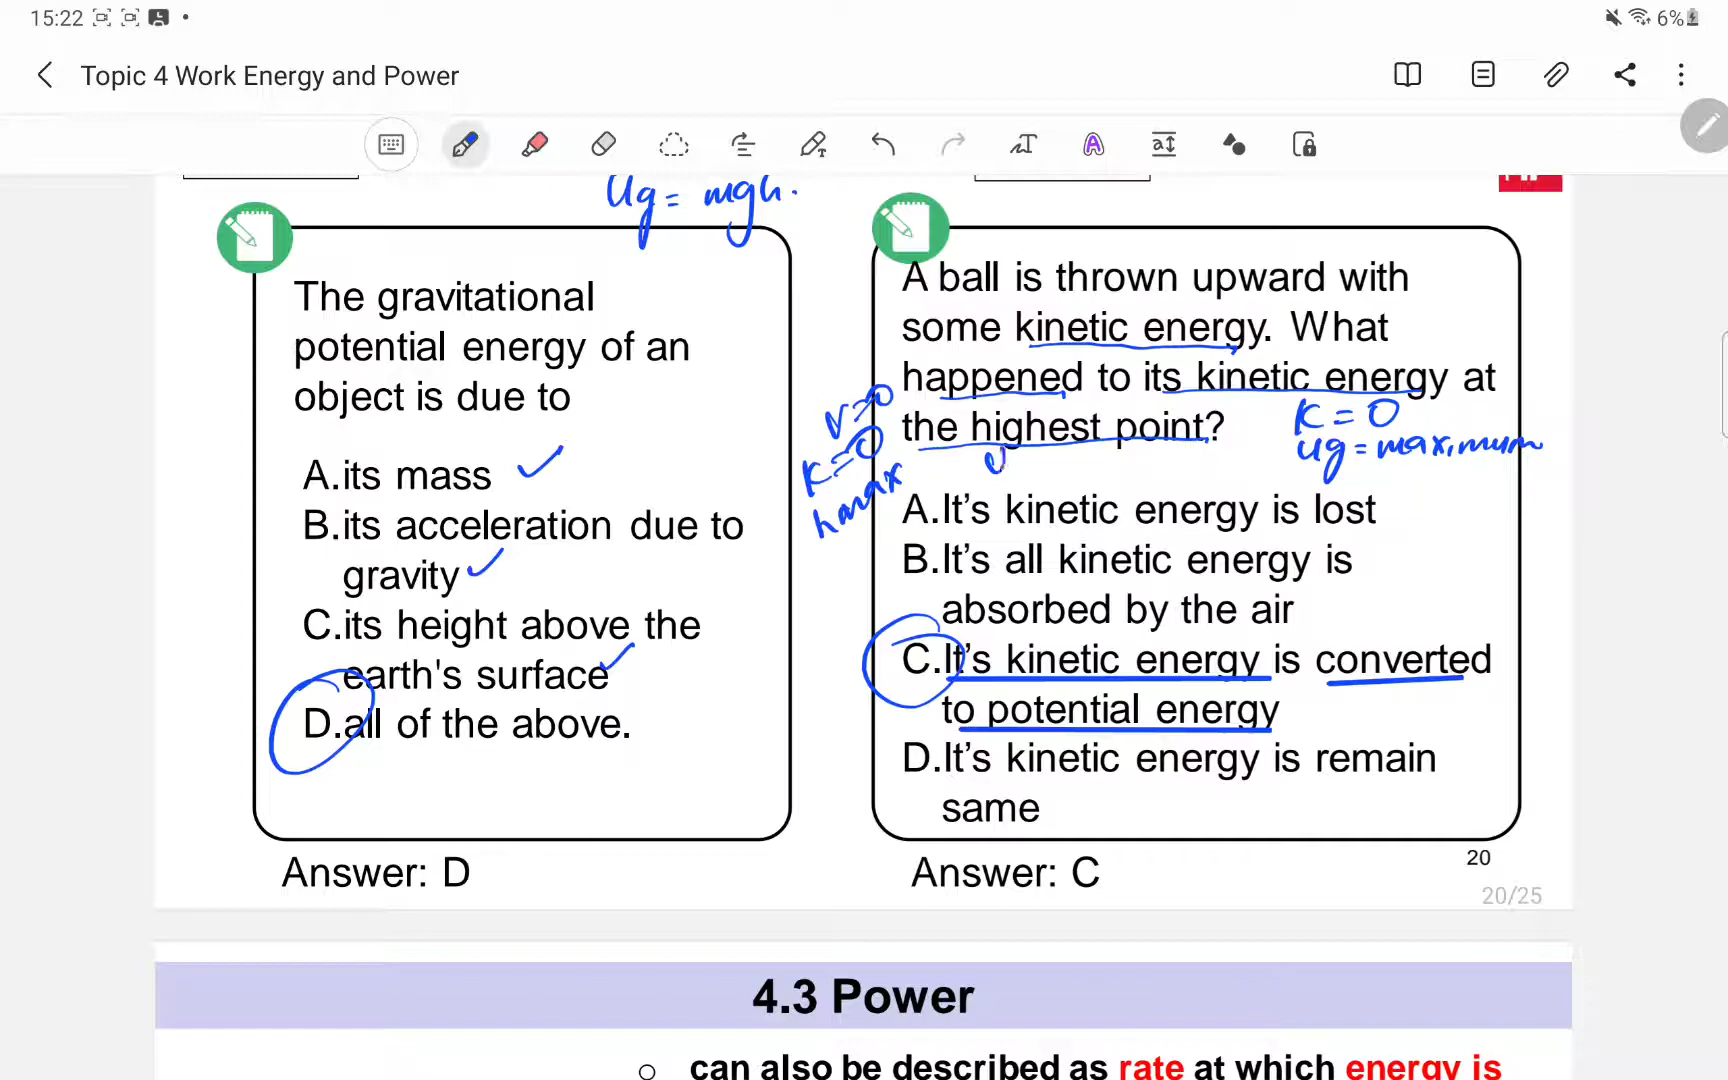 15:22
6%
Topic 4 Work Energy and Power
Ug = mgh.
The gravitational
potential energy of an
object is due to
A.its mass
B.its acceleration due to
gravity
C.its height above the
earth's surface
D.all of the above.
Answer: D
A ball is thrown upward with
some kinetic energy. What
happened to its kinetic energy at
the highest point?
v=0
K=0
hmax
K = 0
Ug = maximum
A.It’s kinetic energy is lost
B.It’s all kinetic energy is
absorbed by the air
C.It’s kinetic energy is converted
to potential energy
D.It’s kinetic energy is remain
same
Answer: C
20
20/25
4.3 Power
o can also be described as rate at which energy is